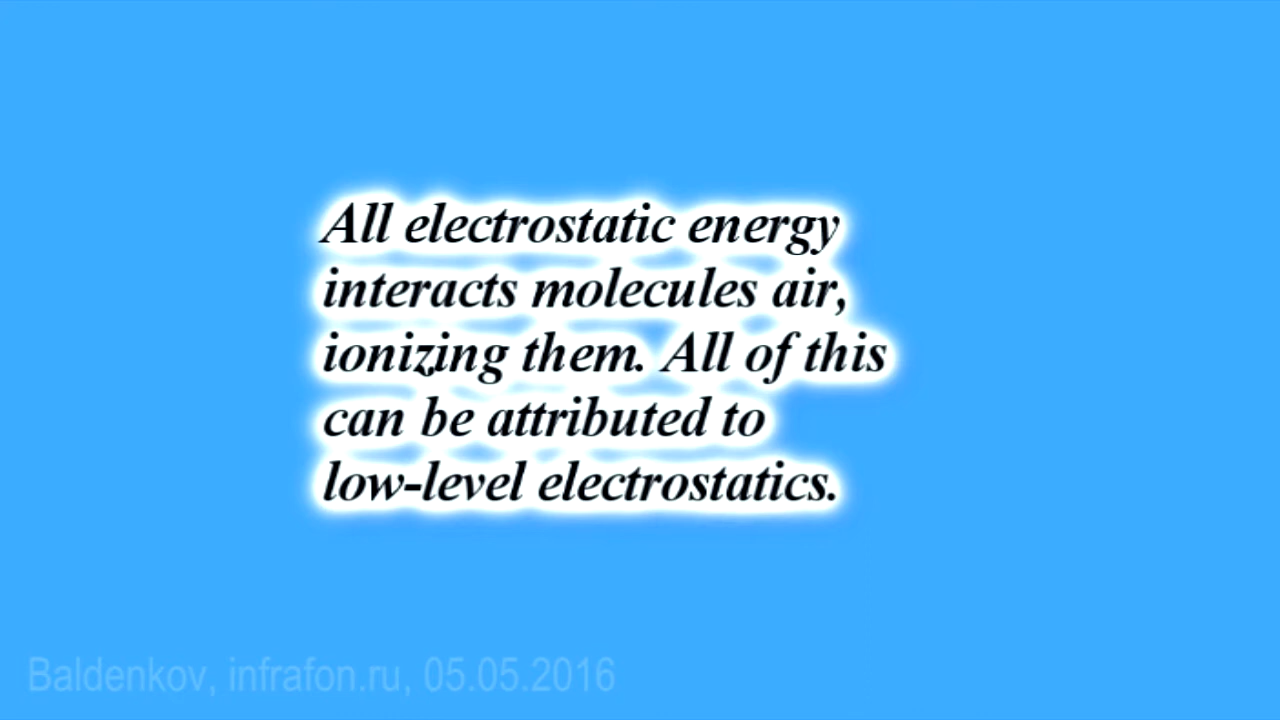 All electrostatic energy
interacts molecules air,
ionizing them. All of this
can be attributed to
low-level electrostatics.
Baldenkov, infrafon.ru, 05.05.2016